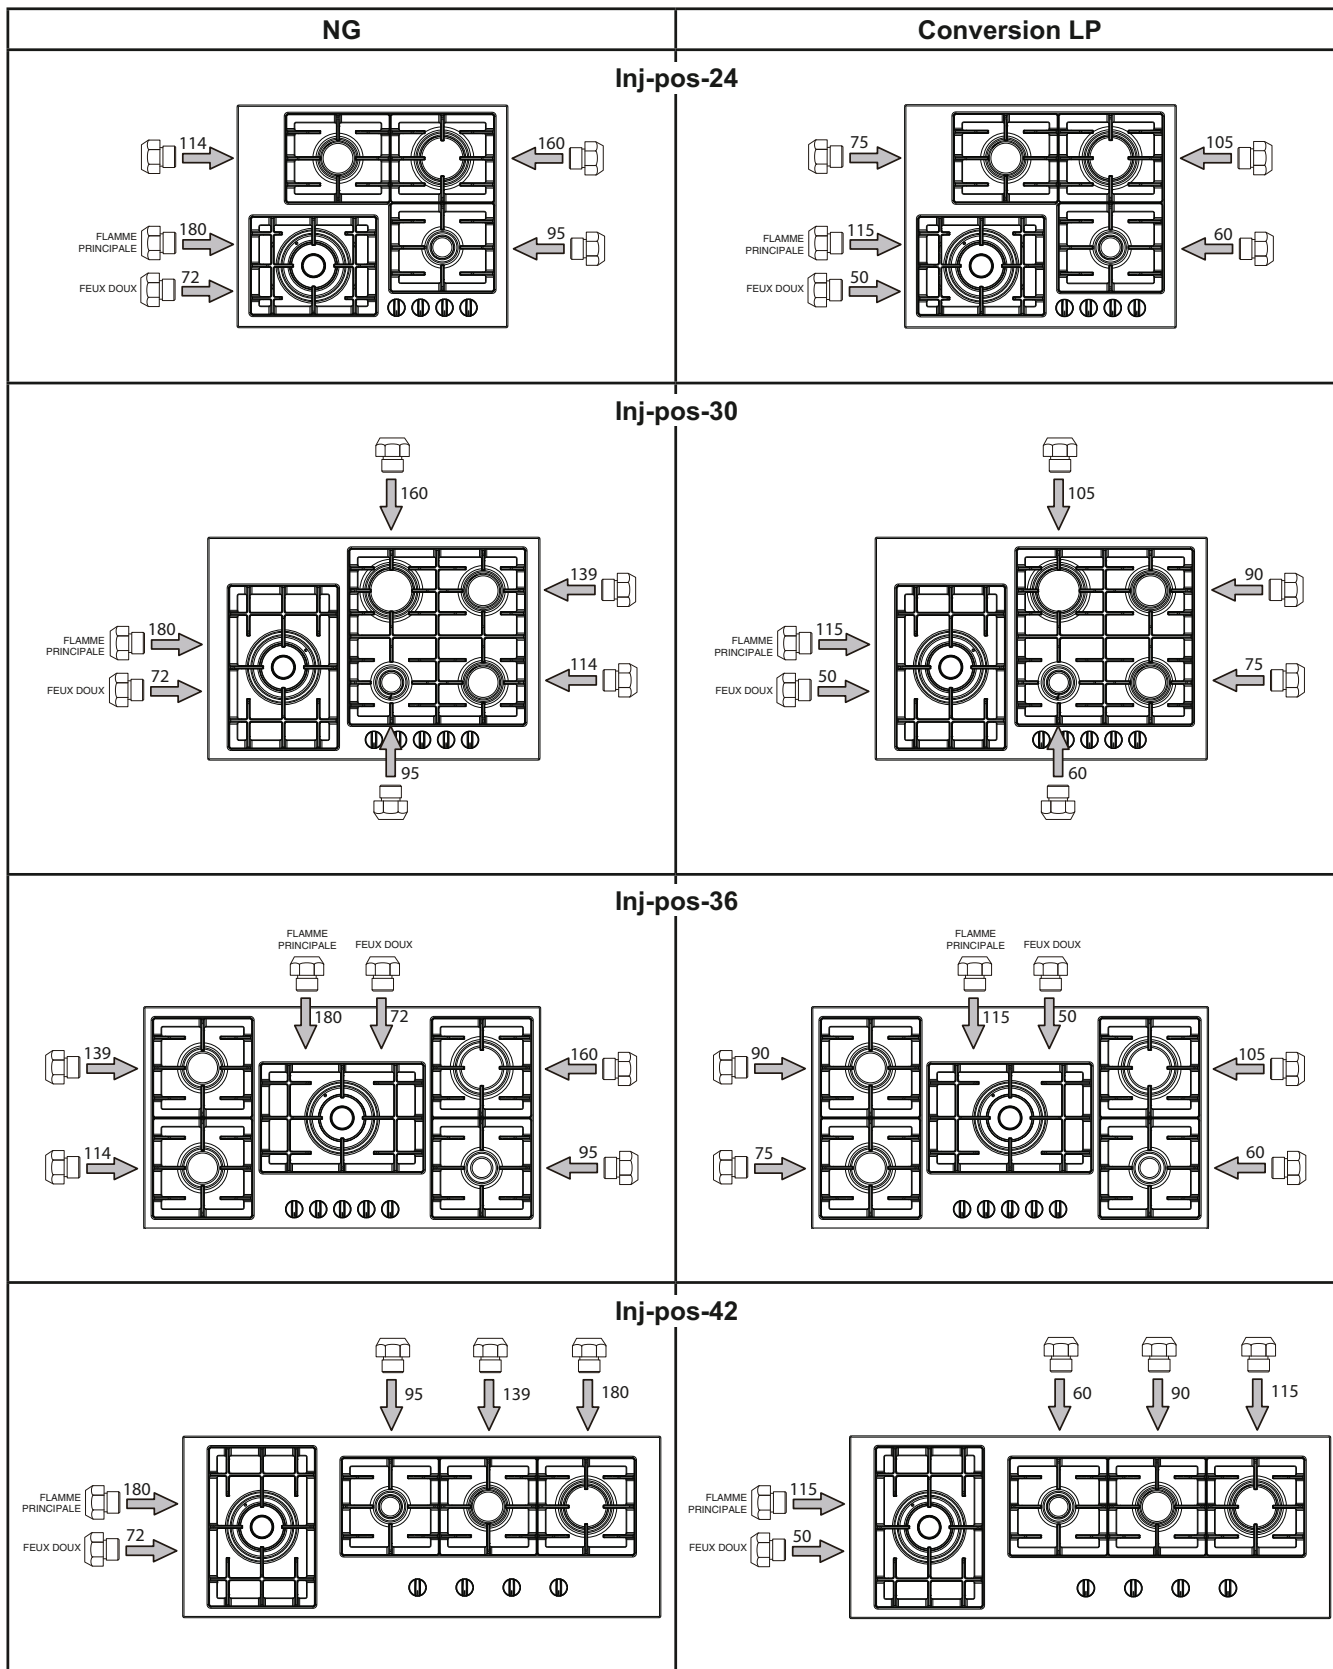 NG
Conversion LP
Inj-pos-24
114
160
FLAMME
PRINCIPALE
180
95
FEUX DOUX
72
75
105
FLAMME
PRINCIPALE
115
60
FEUX DOUX
50
Inj-pos-30
160
139
FLAMME
PRINCIPALE
180
114
FEUX DOUX
72
95
105
90
FLAMME
PRINCIPALE
115
75
FEUX DOUX
50
60
Inj-pos-36
FLAMME
PRINCIPALE
FEUX DOUX
180
72
139
160
114
95
FLAMME
PRINCIPALE
FEUX DOUX
115
50
90
105
75
60
Inj-pos-42
95
139
180
FLAMME
PRINCIPALE
180
FEUX DOUX
72
60
90
115
FLAMME
PRINCIPALE
115
FEUX DOUX
50